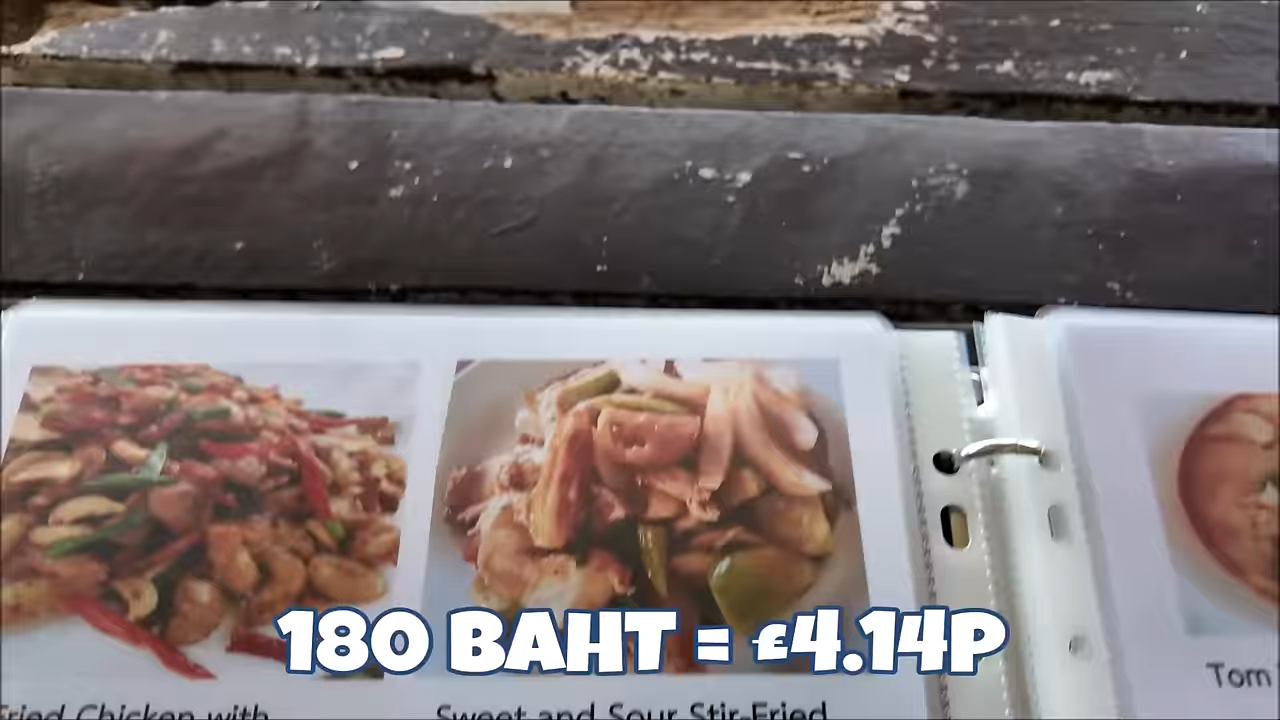 180 BAHT = £4.14P
Tom
Fried Chicken with
Sweet and Sour Stir-Fried